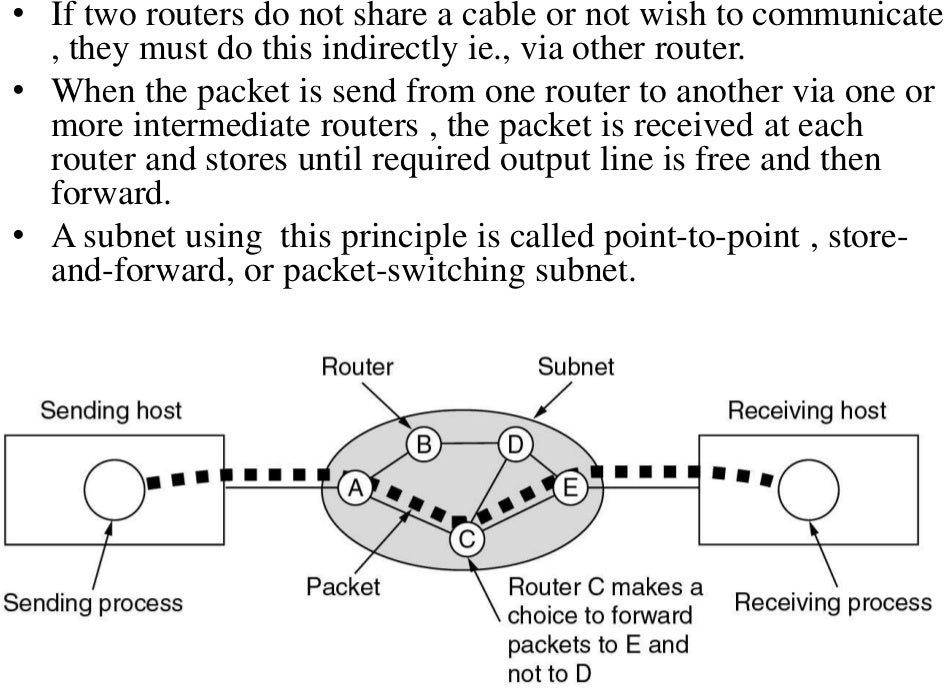 • If two routers do not share a cable or not wish to communicate
, they must do this indirectly ie., via other router.
• When the packet is send from one router to another via one or
more intermediate routers , the packet is received at each
router and stores until required output line is free and then
forward.
• A subnet using  this principle is called point-to-point , store-
and-forward, or packet-switching subnet.
Router
Subnet
Sending host
Receiving host
B
D
A
E
C
Packet
Sending process
Router C makes a
choice to forward
packets to E and
not to D
Receiving process